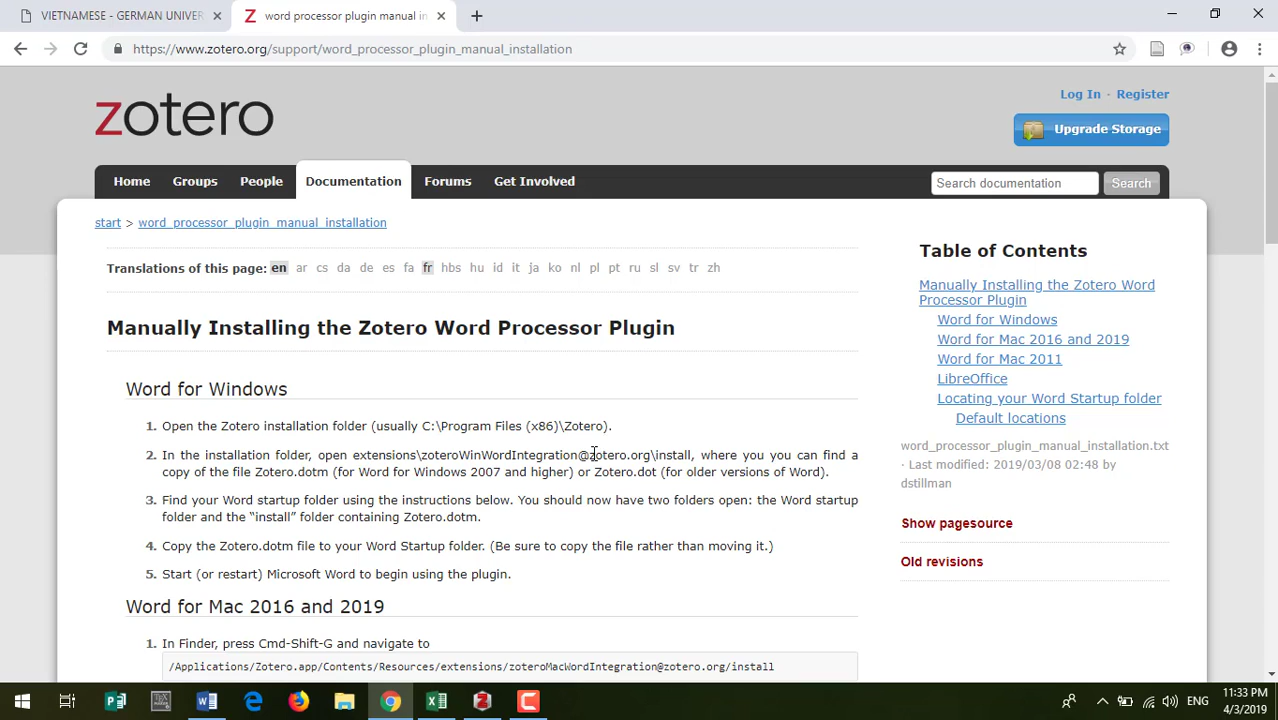 VIETNAMESE - GERMAN UNIVER
word processor plugin manual in
https://www.zotero.org/support/word_processor_plugin_manual_installation
zotero
Log In · Register
Upgrade Storage
Home Groups People Documentation Forums Get Involved
Search documentation
Search
start > word_processor_plugin_manual_installation
Translations of this page: en ar cs da de es fa fr hbs hu id it ja ko nl pl pt ru sl sv tr zh
Manually Installing the Zotero Word Processor Plugin
Word for Windows
1. Open the Zotero installation folder (usually C:\Program Files (x86)\Zotero).
2. In the installation folder, open extensions\zoteroWinWordIntegration@zotero.org\install, where you you can find a
copy of the file Zotero.dotm (for Word for Windows 2007 and higher) or Zotero.dot (for older versions of Word).
3. Find your Word startup folder using the instructions below. You should now have two folders open: the Word startup
folder and the “install” folder containing Zotero.dotm.
4. Copy the Zotero.dotm file to your Word Startup folder. (Be sure to copy the file rather than moving it.)
5. Start (or restart) Microsoft Word to begin using the plugin.
Word for Mac 2016 and 2019
1. In Finder, press Cmd-Shift-G and navigate to
/Applications/Zotero.app/Contents/Resources/extensions/zoteroMacWordIntegration@zotero.org/install
Table of Contents
Manually Installing the Zotero Word
Processor Plugin
Word for Windows
Word for Mac 2016 and 2019
Word for Mac 2011
LibreOffice
Locating your Word Startup folder
Default locations
word_processor_plugin_manual_installation.txt
· Last modified: 2019/03/08 02:48 by
dstillman
Show pagesource
Old revisions
ENG
11:33 PM
4/3/2019